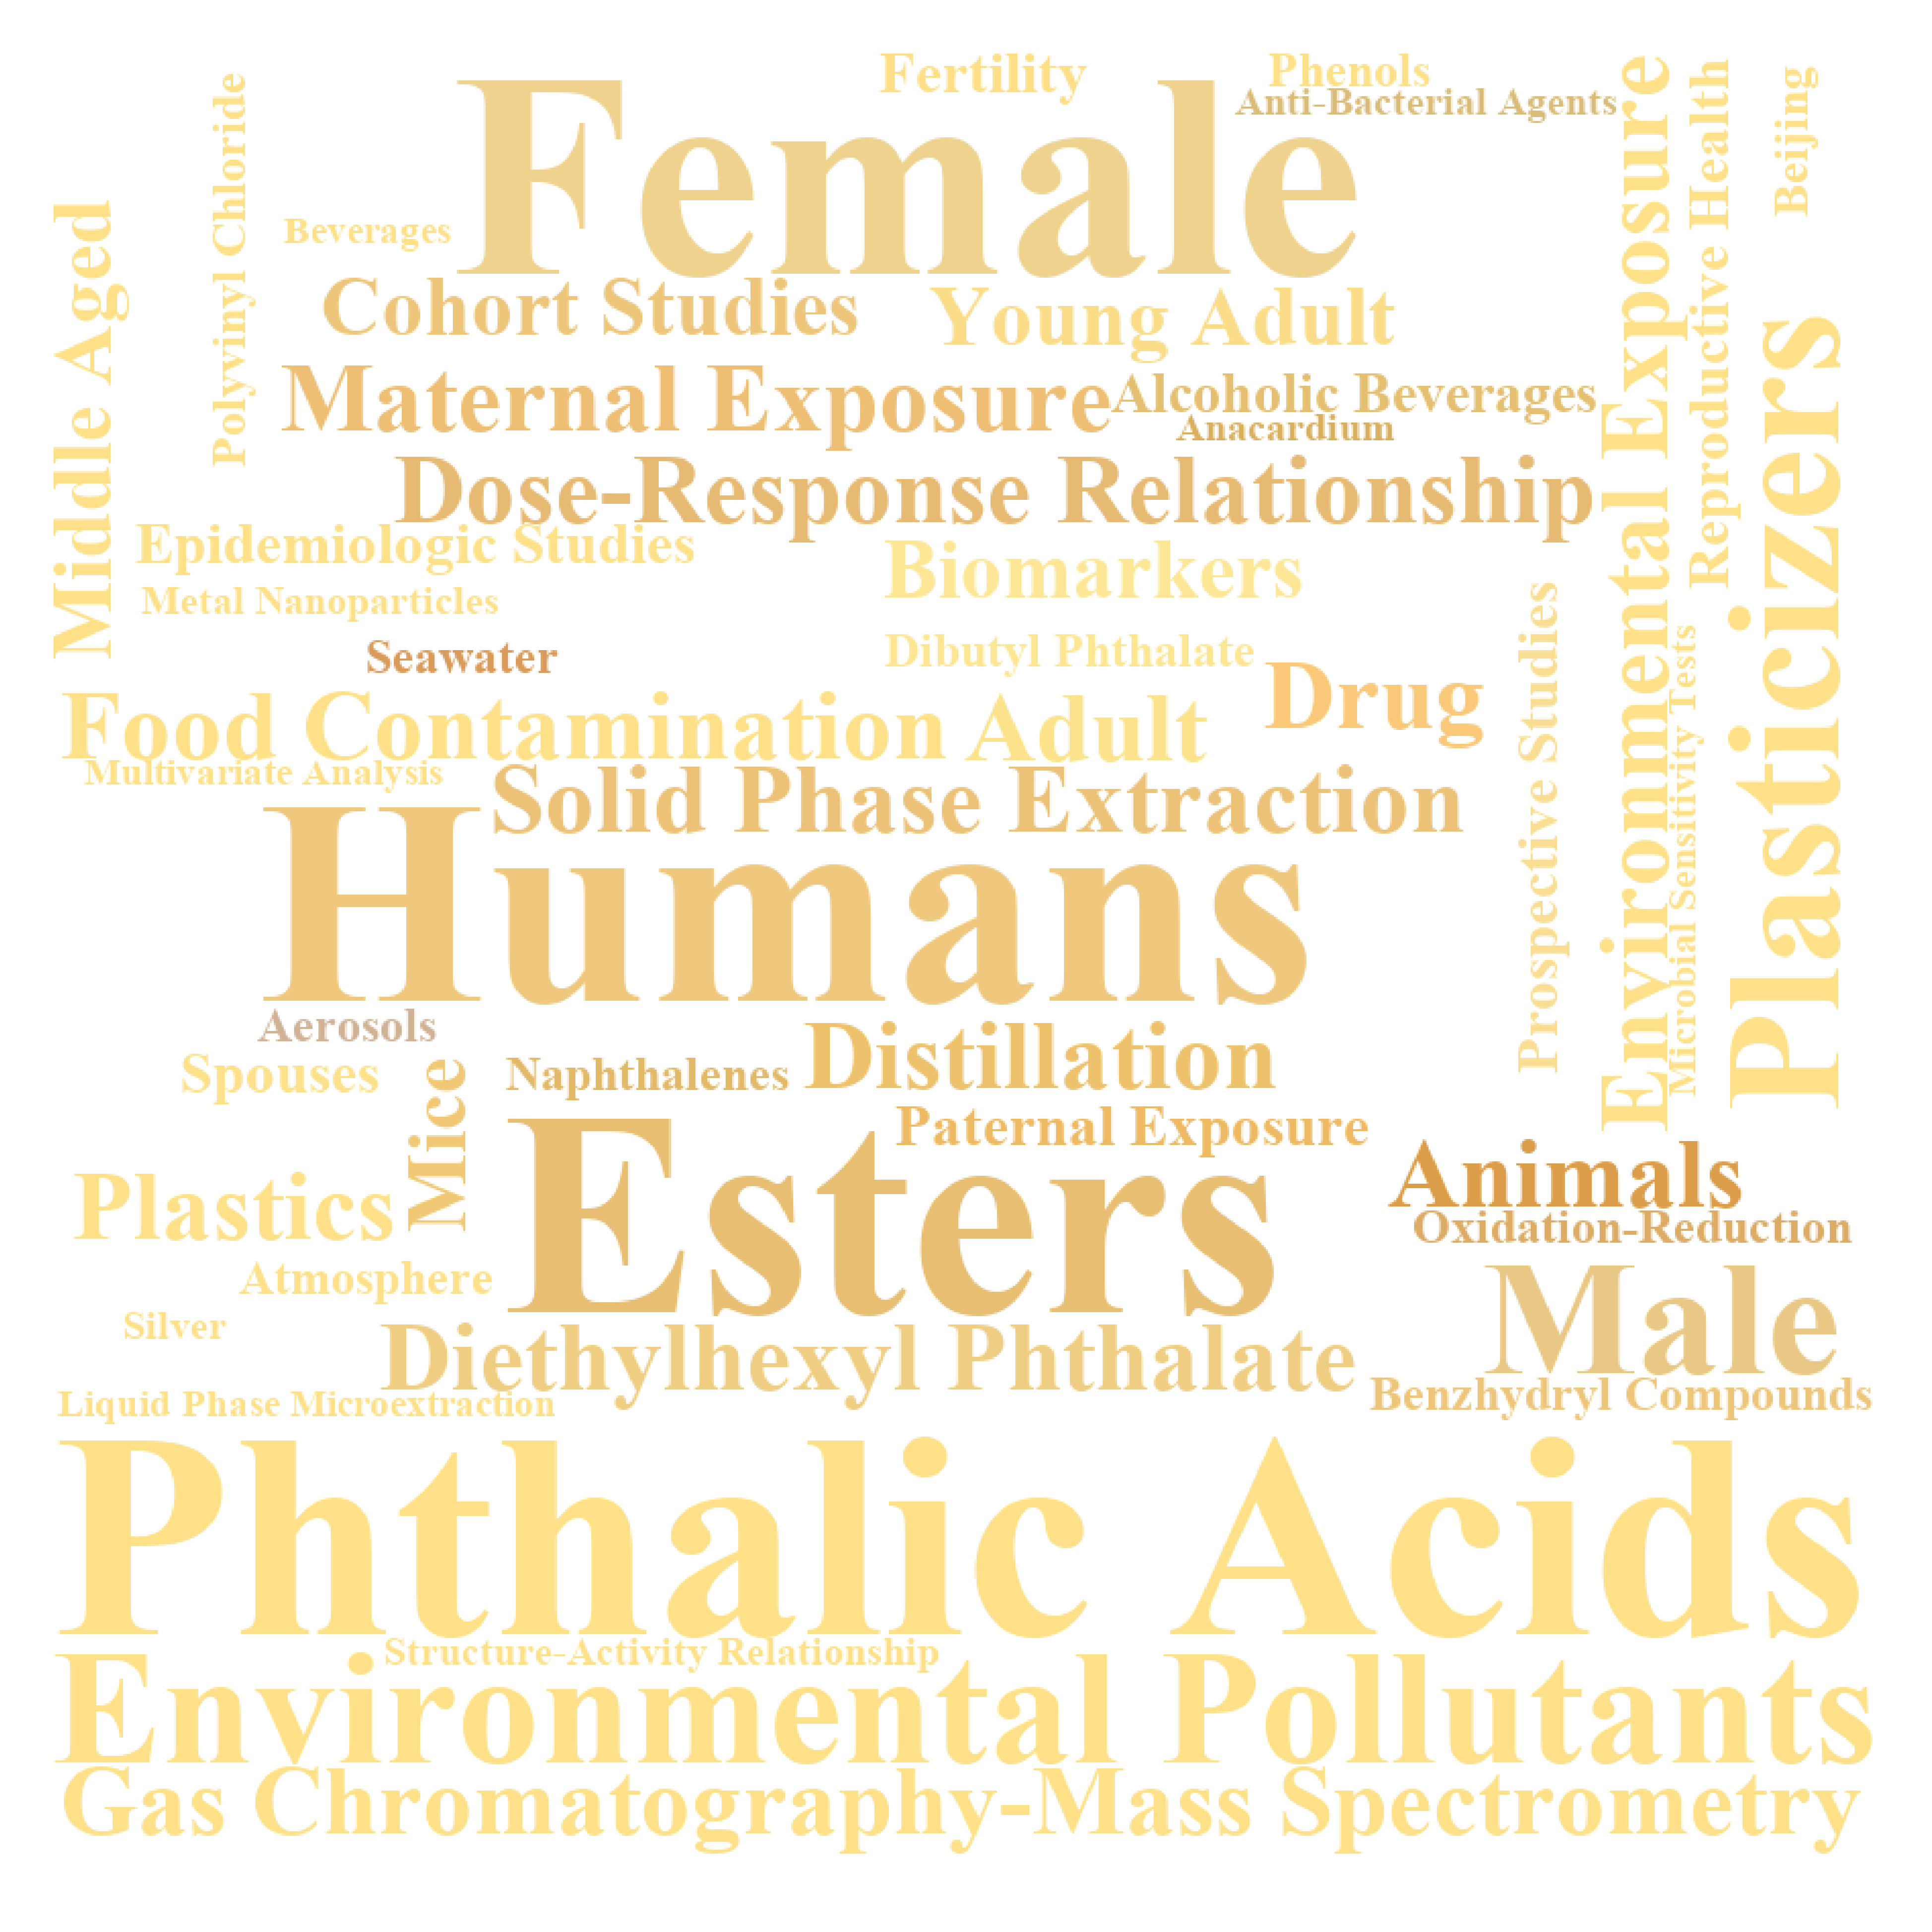 Fertility
Phenols
Anti-Bacterial Agents
Female
Polyvinyl Chloride
Environmental Exposure
Reproductive Health
Beijing
Middle Aged
Beverages
Cohort Studies
Young Adult
Maternal Exposure
Alcoholic Beverages
Anacardium
Dose-Response Relationship
Plasticizers
Epidemiologic Studies
Biomarkers
Metal Nanoparticles
Prospective Studies
Microbial Sensitivity Tests
Seawater
Dibutyl Phthalate
Drug
Food Contamination
Adult
Multivariate Analysis
Solid Phase Extraction
Humans
Aerosols
Distillation
Spouses
Mice
Naphthalenes
Paternal Exposure
Esters
Animals
Plastics
Oxidation-Reduction
Atmosphere
Male
Silver
Diethylhexyl Phthalate
Benzhydryl Compounds
Liquid Phase Microextraction
Phthalic Acids
Structure-Activity Relationship
Environmental Pollutants
Gas Chromatography-Mass Spectrometry